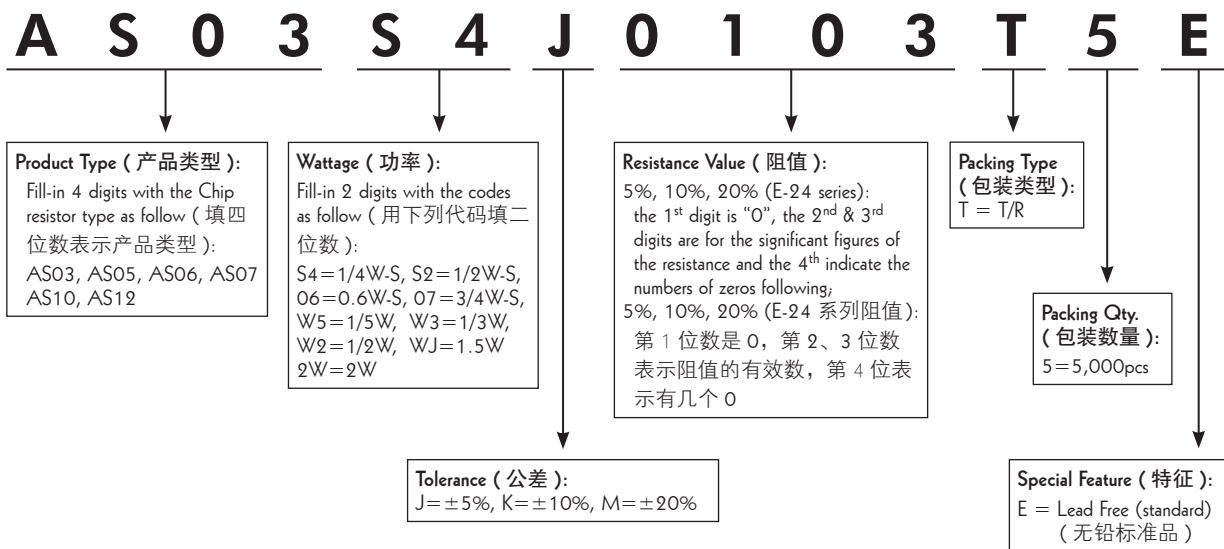 A S 0 3 S 4 J 0 1 0 3 T 5 E
Product Type ( 产品类型 ):
Fill-in 4 digits with the Chip
resistor type as follow ( 填四
位数表示产品类型 ):
AS03, AS05, AS06, AS07
AS10, AS12
Wattage ( 功率 ):
Fill-in 2 digits with the codes
as follow ( 用下列代码填二
位数 ):
S4=1/4W-S, S2=1/2W-S,
06=0.6W-S, 07=3/4W-S,
W5=1/5W, W3=1/3W,
W2=1/2W, WJ=1.5W
2W=2W
Resistance Value ( 阻值 ):
5%, 10%, 20% (E-24 series):
the 1st digit is “0”, the 2nd & 3rd
digits are for the significant figures of
the resistance and the 4th indicate the
numbers of zeros following;
5%, 10%, 20% (E-24 系列阻值):
第 1 位数是 0，第 2、3 位数
表示阻值的有效数，第 4 位表
示有几个 0
Packing Type
( 包装类型 ):
T = T/R
Packing Qty.
( 包装数量 ):
5=5,000pcs
Tolerance ( 公差 ):
J=±5%, K=±10%, M=±20%
Special Feature ( 特征 ):
E = Lead Free (standard)
( 无铅标准品 )